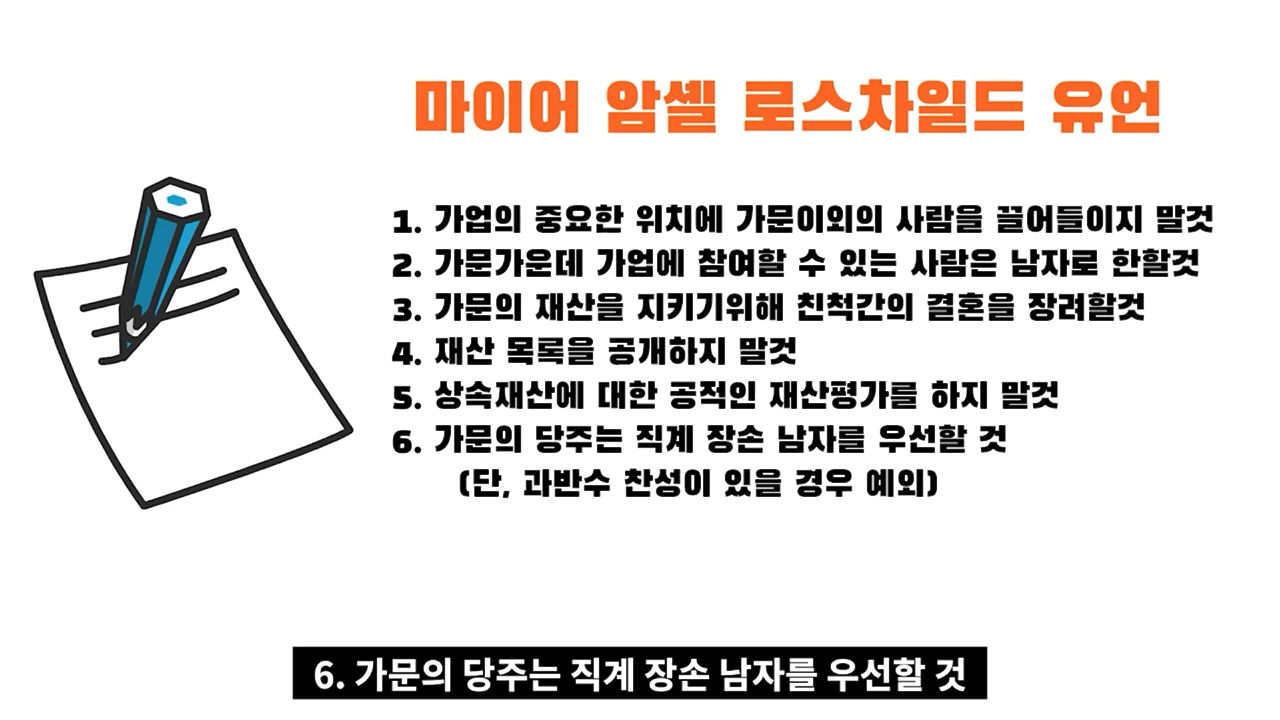 마이어 암셸 로스차일드 유언
1. 가업의 중요한 위치에 가문이외의 사람을 끌어들이지 말것
2. 가문가운데 가업에 참여할 수 있는 사람은 남자로 한할것
3. 가문의 재산을 지키기위해 친척간의 결혼을 장려할것
4. 재산 목록을 공개하지 말것
5. 상속재산에 대한 공적인 재산평가를 하지 말것
6. 가문의 당주는 직계 장손 남자를 우선할 것
(단, 과반수 찬성이 있을 경우 예외)
6. 가문의 당주는 직계 장손 남자를 우선할 것